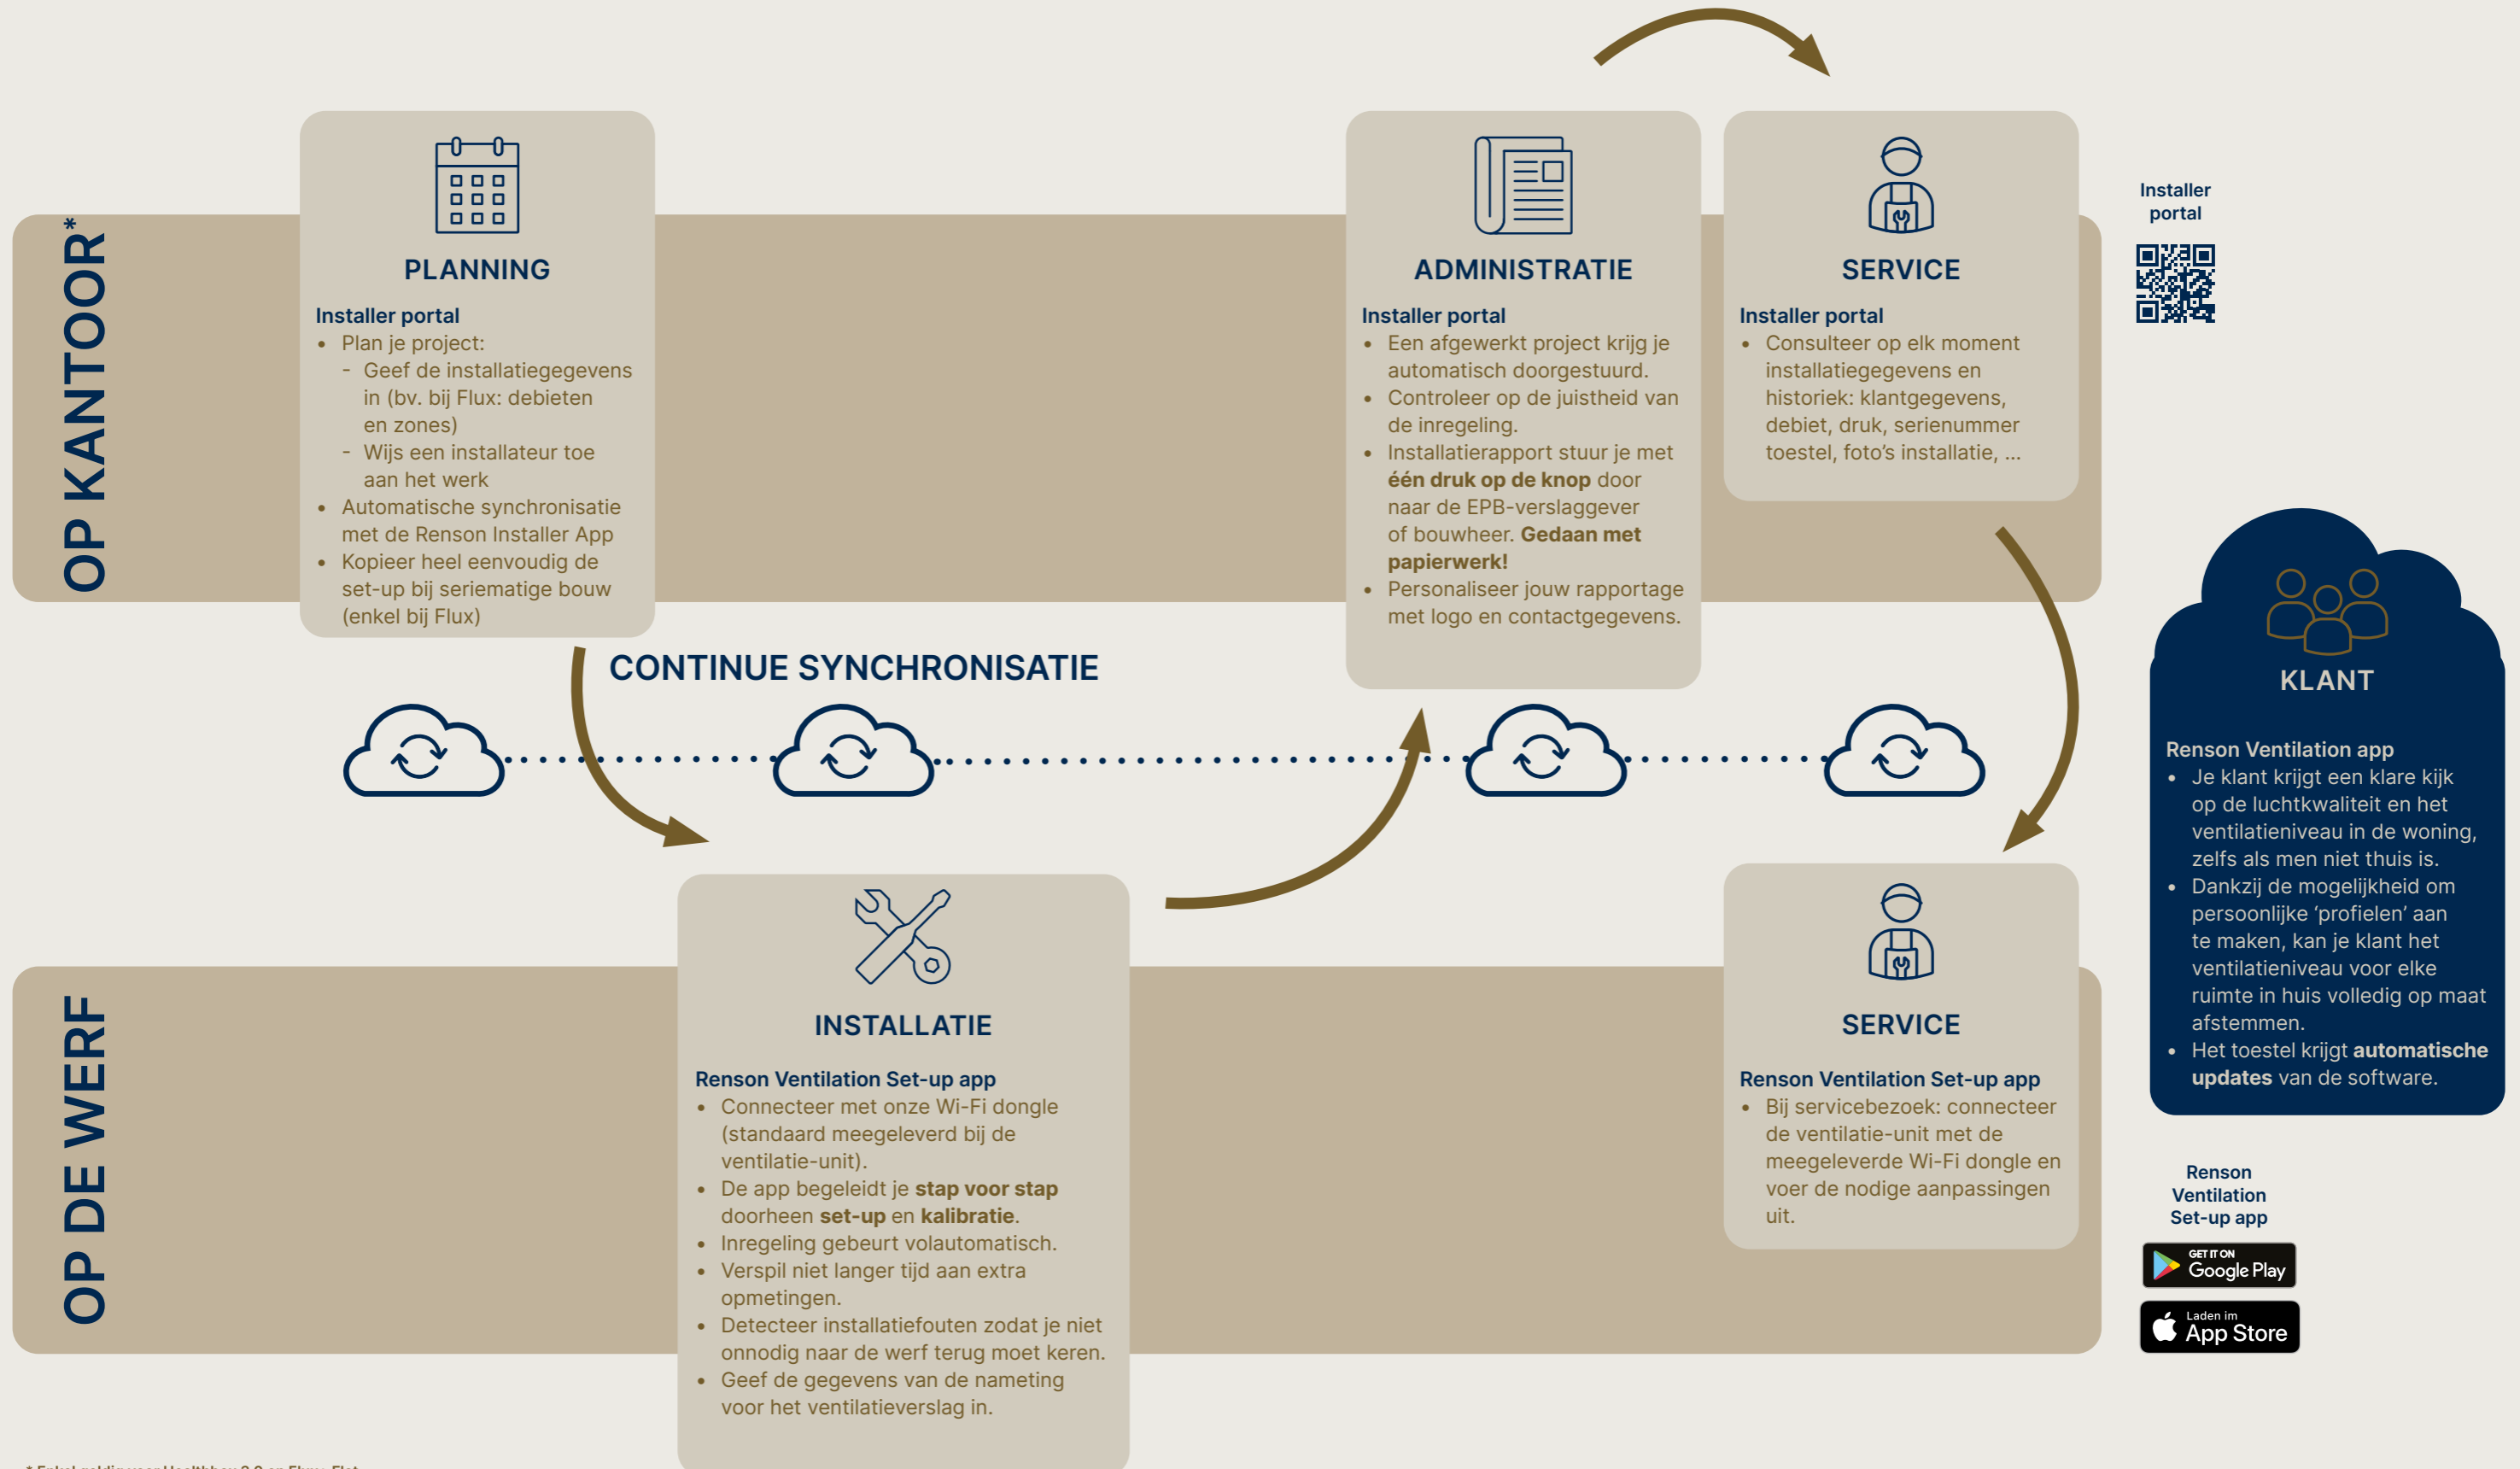 OP KANTOOR*
PLANNING
Installer portal
• Plan je project:
- Geef de installatiegegevens
in (bv. bij Flux: debieten
en zones)
- Wijs een installateur toe
aan het werk
• Automatische synchronisatie
met de Renson Installer App
• Kopieer heel eenvoudig de
set-up bij seriematige bouw
(enkel bij Flux)
ADMINISTRATIE
Installer portal
• Een afgewerkt project krijg je
automatisch doorgestuurd.
• Controleer op de juistheid van
de inregeling.
• Installatierapport stuur je met
één druk op de knop door
naar de EPB-verslaggever
of bouwheer. Gedaan met
papierwerk!
• Personaliseer jouw rapportage
met logo en contactgegevens.
SERVICE
Installer portal
• Consulteer op elk moment
installatiegegevens en
historiek: klantgegevens,
debiet, druk, serienummer
toestel, foto's installatie, ...
Installer
portal
CONTINUE SYNCHRONISATIE
KLANT
Renson Ventilation app
• Je klant krijgt een klare kijk
op de luchtkwaliteit en het
ventilatieniveau in de woning,
zelfs als men niet thuis is.
• Dankzij de mogelijkheid om
persoonlijke 'profielen' aan
te maken, kan je klant het
ventilatieniveau voor elke
ruimte in huis volledig op maat
afstemmen.
• Het toestel krijgt automatische
updates van de software.
OP DE WERF
INSTALLATIE
Renson Ventilation Set-up app
• Connecteer met onze Wi-Fi dongle
(standaard meegeleverd bij de
ventilatie-unit).
• De app begeleidt je stap voor stap
doorheen set-up en kalibratie.
• Inregeling gebeurt volautomatisch.
• Verspil niet langer tijd aan extra
opmetingen.
• Detecteer installatiefouten zodat je niet
onnodig naar de werf terug moet keren.
• Geef de gegevens van de nameting
voor het ventilatieverslag in.
SERVICE
Renson Ventilation Set-up app
• Bij servicebezoek: connecteer
de ventilatie-unit met de
meegeleverde Wi-Fi dongle en
voer de nodige aanpassingen
uit.
Renson
Ventilation
Set-up app
GET IT ON
Google Play
Laden im
App Store